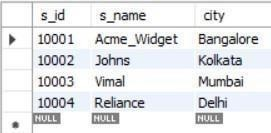 s_id s_name city
10001 Acme_Widget Bangalore
10002 Johns Kolkata
10003 Vimal Mumbai
10004 Reliance Delhi
NULL NULL NULL